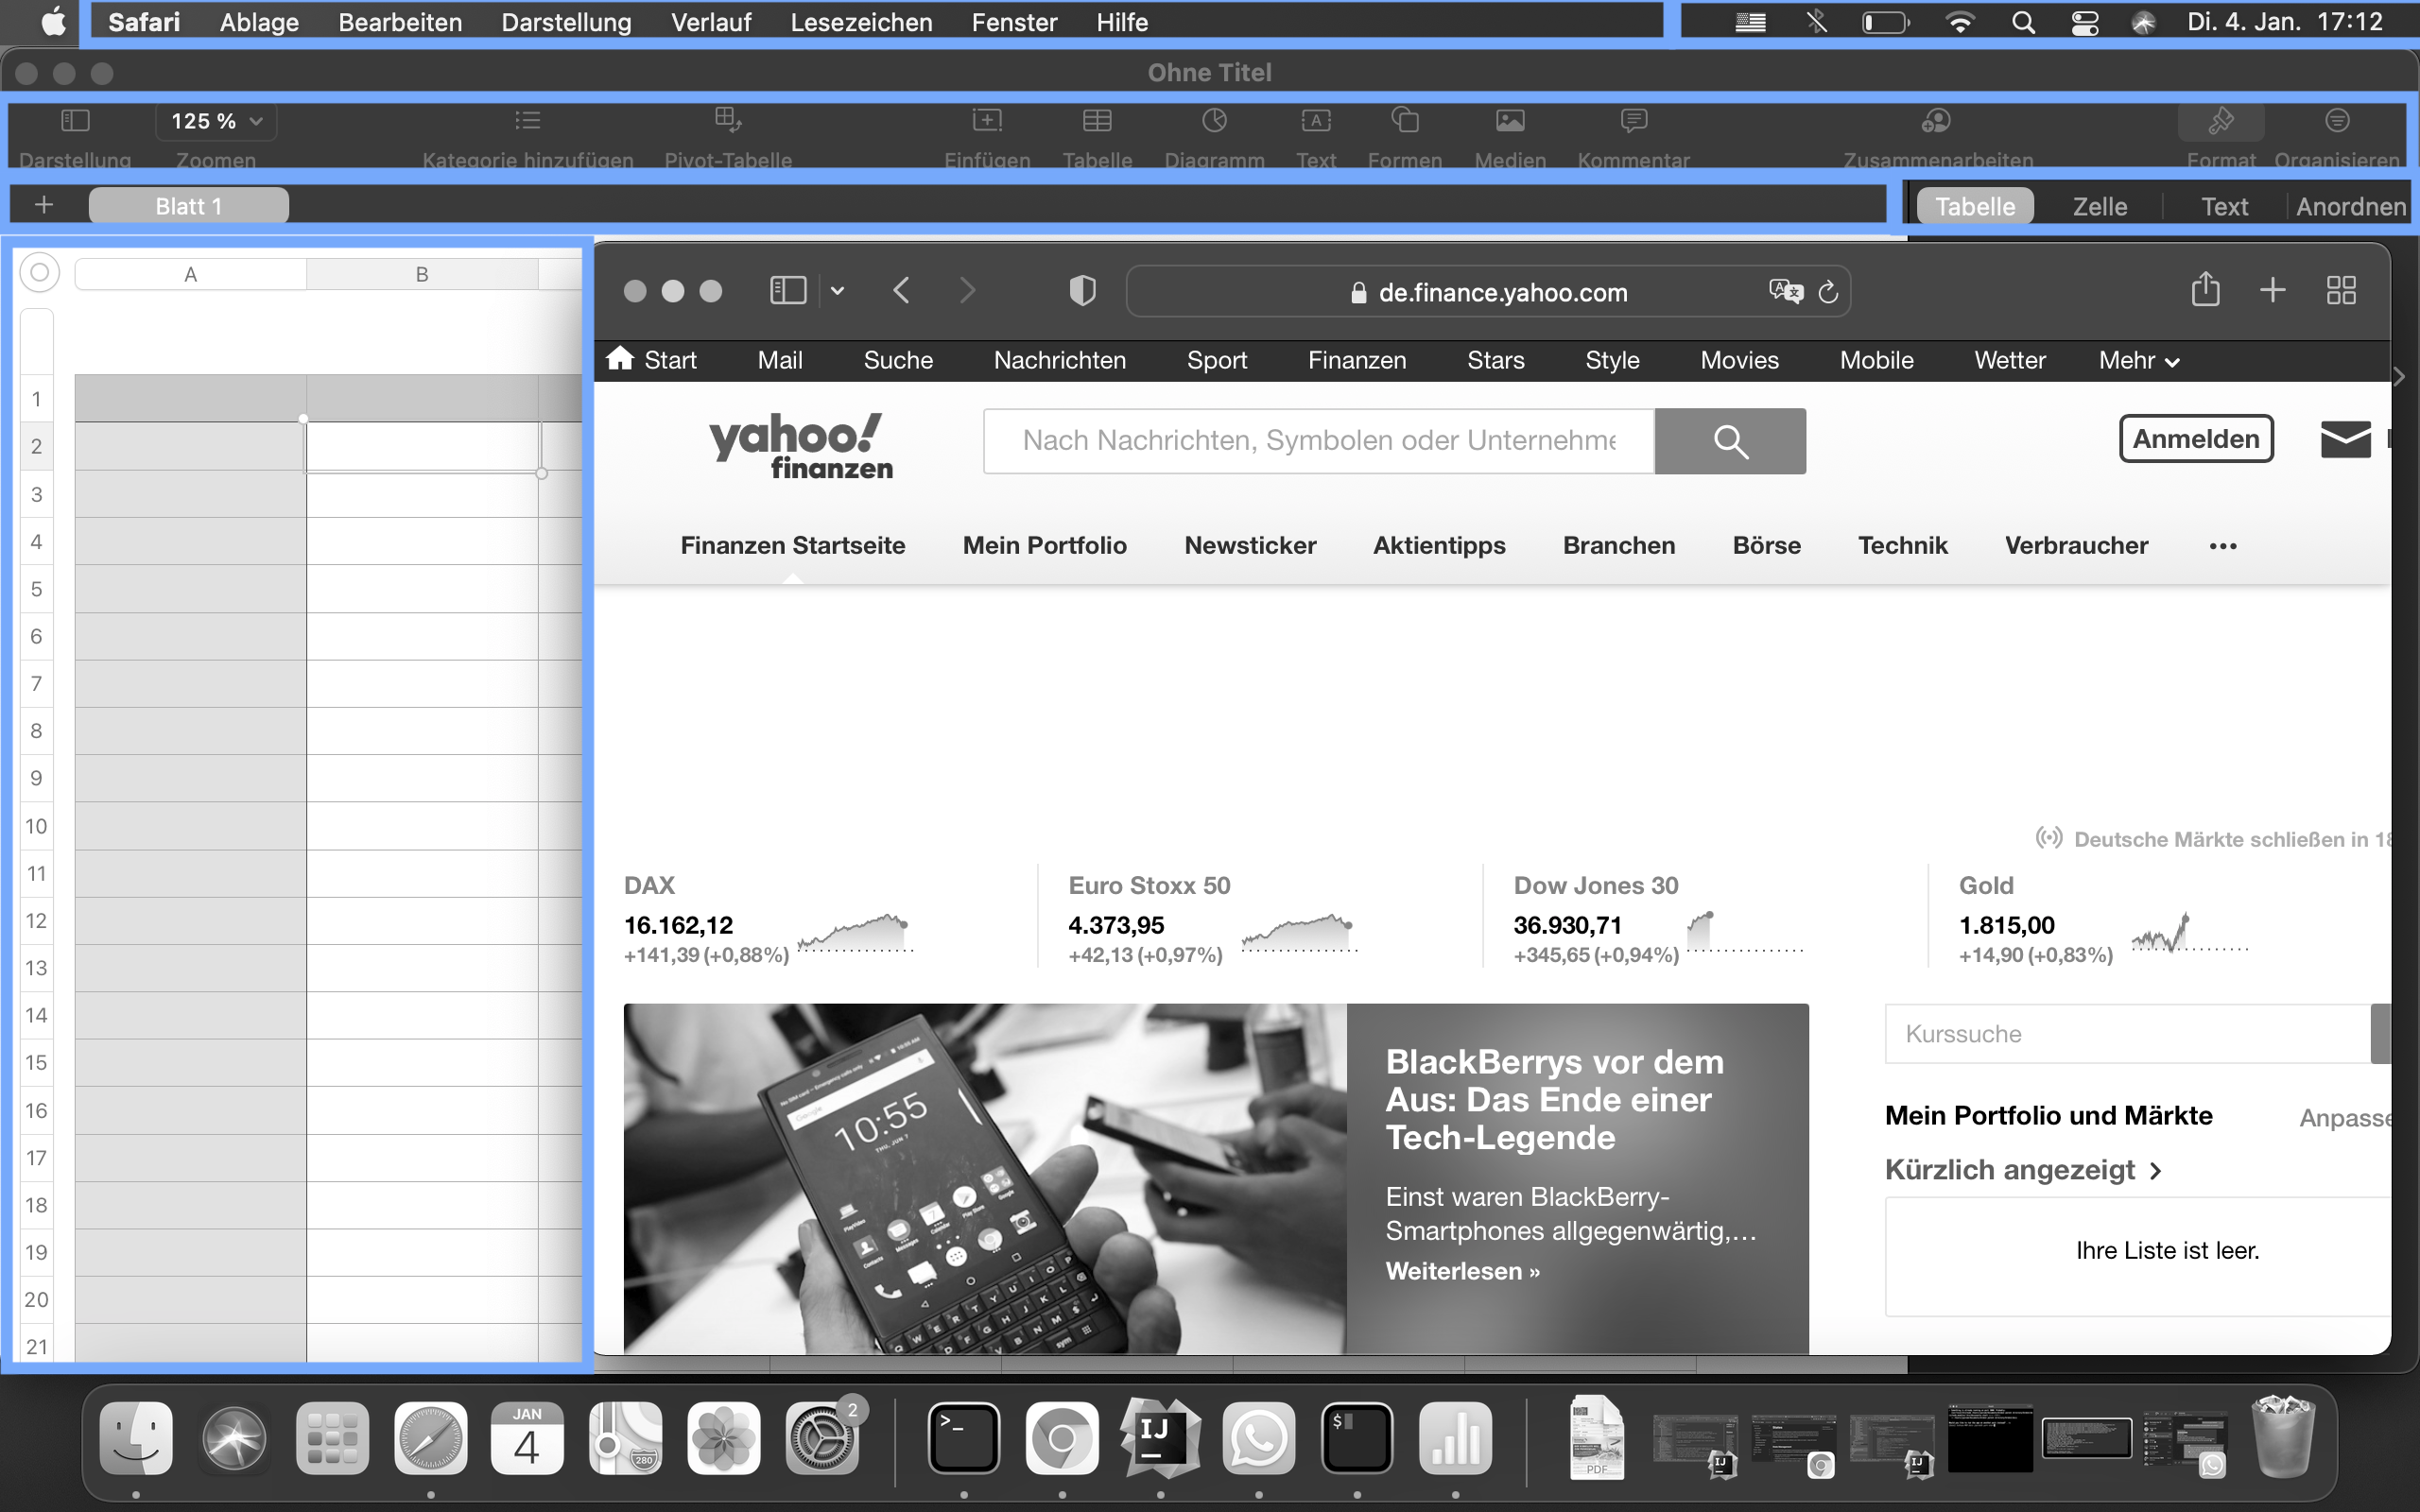 Safari Ablage Bearbeiten Darstellung Verlauf Lesezeichen Fenster Hilfe Di. 4. Jan. 17:12
Ohne Titel
125 %
Darstellung Zoomen Kategorie hinzufügen Pivot-Tabelle Einfügen Tabelle Diagramm Text Formen Medien Kommentar Zusammenarbeiten Format Organisieren
Blatt 1 Tabelle Zelle Text Anordnen
A B
de.finance.yahoo.com
Start Mail Suche Nachrichten Sport Finanzen Stars Style Movies Mobile Wetter Mehr
yahoo!
finanzen
Nach Nachrichten, Symbolen oder Unternehme
Anmelden
Finanzen Startseite Mein Portfolio Newsticker Aktientipps Branchen Börse Technik Verbraucher •••
1
2
3
4
5
6
7
8
9
10
11
12
13
14
15
16
17
18
19
20
21
Deutsche Märkte schließen in 18
DAX
16.162,12
+141,39 (+0,88%)
Euro Stoxx 50
4.373,95
+42,13 (+0,97%)
Dow Jones 30
36.930,71
+345,65 (+0,94%)
Gold
1.815,00
+14,90 (+0,83%)
10:55
BlackBerrys vor dem
Aus: Das Ende einer
Tech-Legende
Einst waren BlackBerry-
Smartphones allgegenwärtig,...
Weiterlesen »
Kurssuche
Mein Portfolio und Märkte Anpasse
Kürzlich angezeigt
Ihre Liste ist leer.
JAN
4
280
2
>_
IJ
$
PDF
IJ
IJ